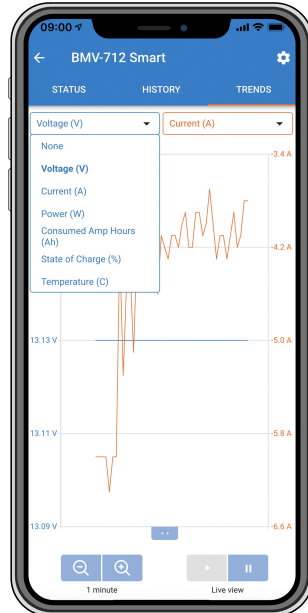 09:00
BMV-712 Smart
STATUS HISTORY TRENDS
Voltage (V) Current (A)
None
Voltage (V)
Current (A)
Power (W)
Consumed Amp Hours
(Ah)
State of Charge (%)
Temperature (C)
-3.4 A
-4.2 A
13.13 V -5.0 A
13.11 V -5.8 A
13.09 V -6.6 A
1 minute Live view